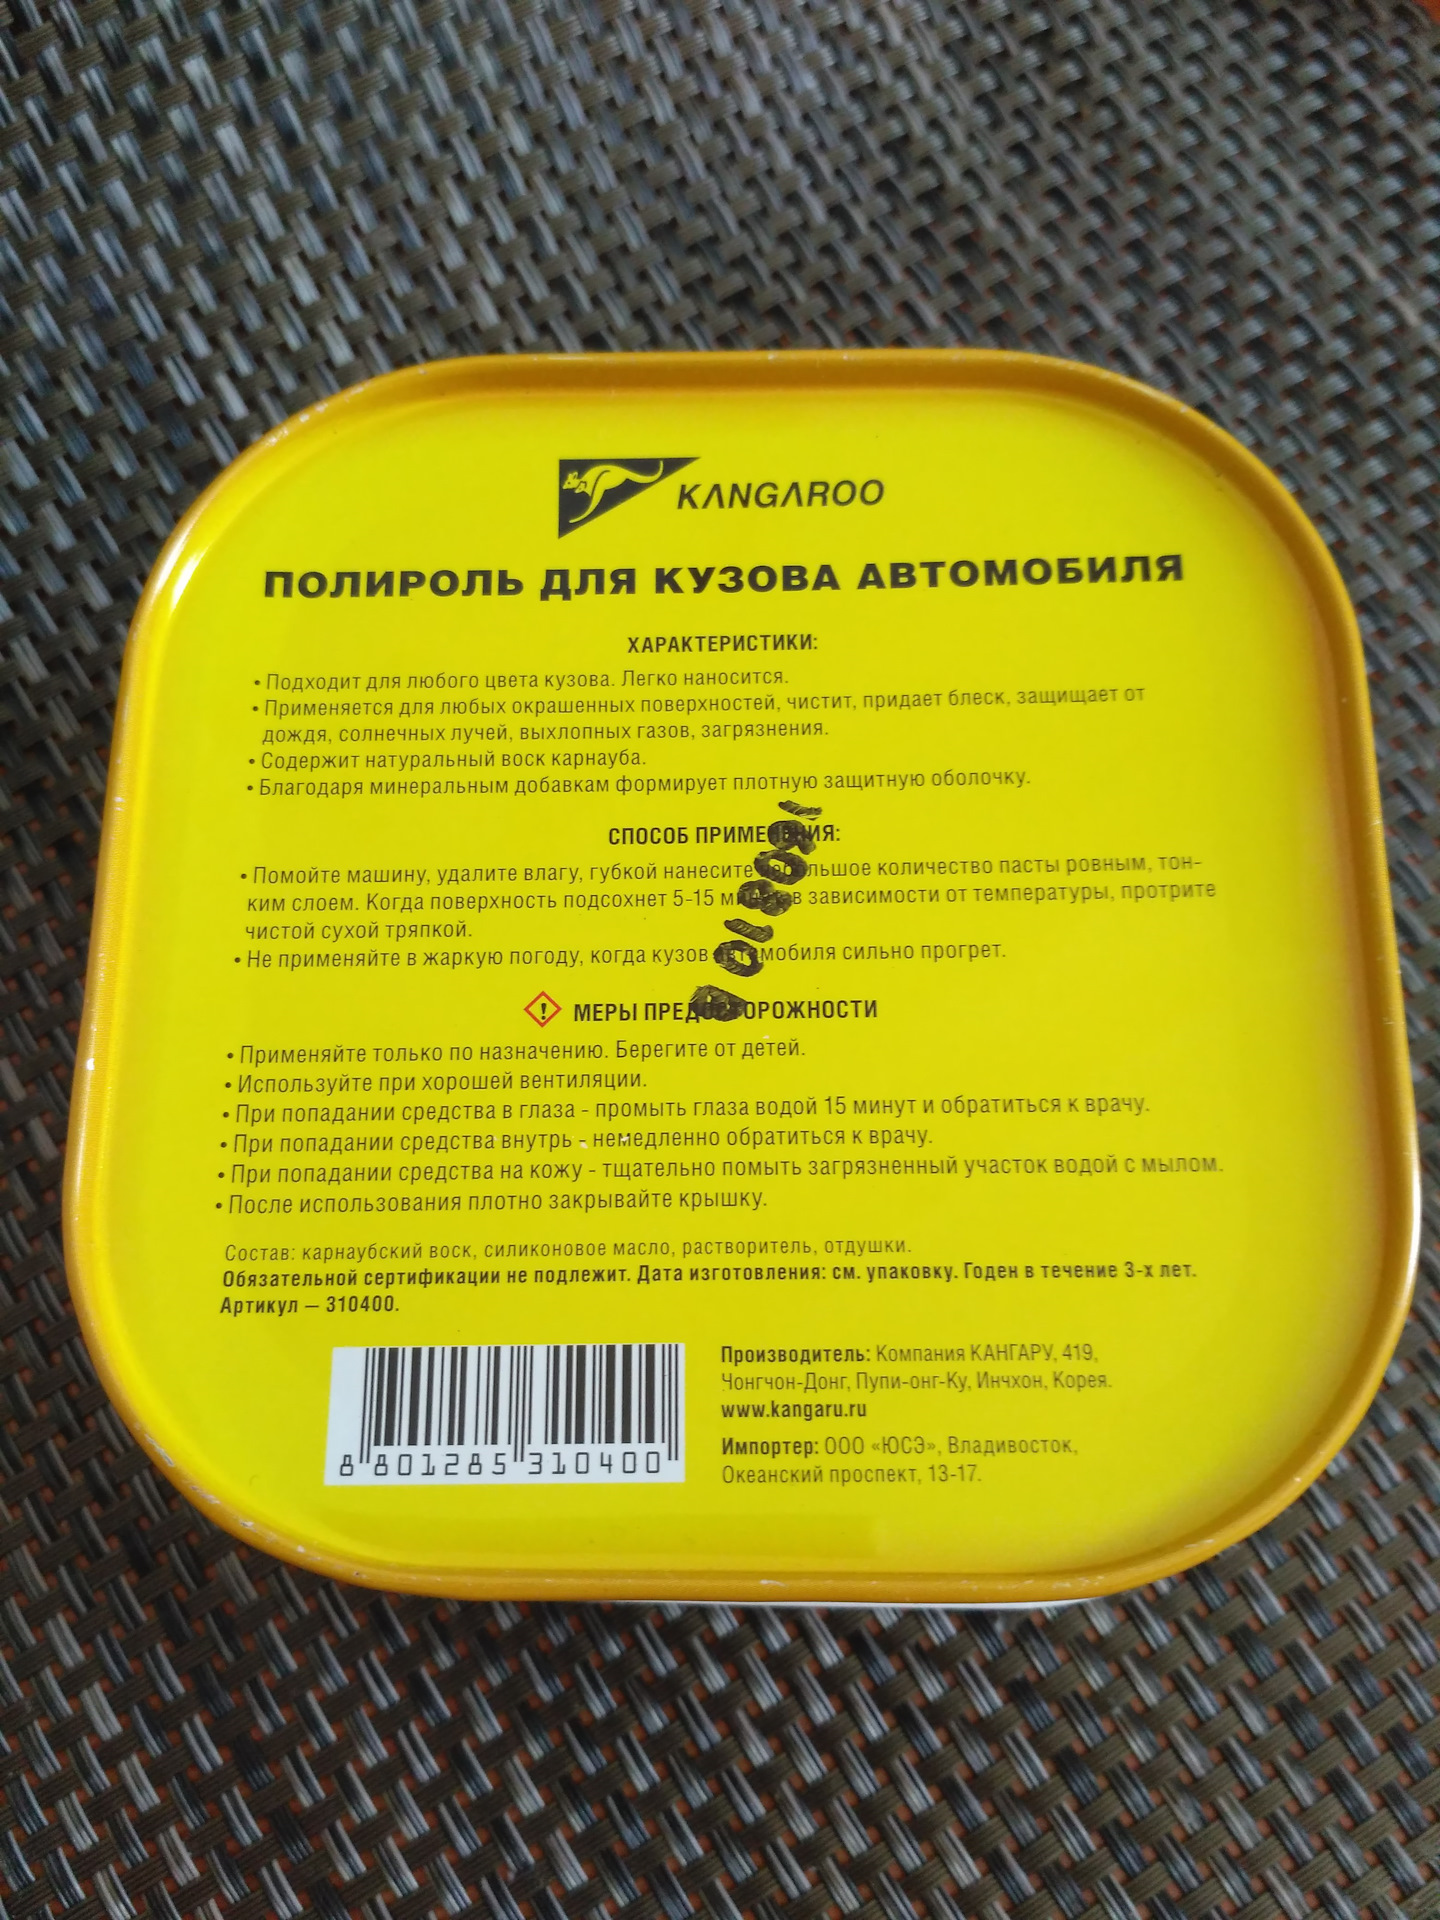 KANGAROO
ПОЛИРОЛЬ ДЛЯ КУЗОВА АВТОМОБИЛЯ
ХАРАКТЕРИСТИКИ:
• Подходит для любого цвета кузова. Легко наносится.
• Применяется для любых окрашенных поверхностей, чистит, придает блеск, защищает от
дождя, солнечных лучей, выхлопных газов, загрязнения.
• Содержит натуральный воск карнауба.
• Благодаря минеральным добавкам формирует плотную защитную оболочку.
СПОСОБ ПРИМЕНЕНИЯ:
• Помойте машину, удалите влагу, губкой нанесите небольшое количество пасты ровным, тон-
ким слоем. Когда поверхность подсохнет 5-15 минут в зависимости от температуры, протрите
чистой сухой тряпкой.
• Не применяйте в жаркую погоду, когда кузов автомобиля сильно прогрет.
! МЕРЫ ПРЕДОСТОРОЖНОСТИ
• Применяйте только по назначению. Берегите от детей.
• Используйте при хорошей вентиляции.
• При попадании средства в глаза - промыть глаза водой 15 минут и обратиться к врачу.
• При попадании средства внутрь - немедленно обратиться к врачу.
• При попадании средства на кожу - тщательно помыть загрязненный участок водой с мылом.
• После использования плотно закрывайте крышку.
Состав: карнаубский воск, силиконовое масло, растворитель, отдушки.
Обязательной сертификации не подлежит. Дата изготовления: см. упаковку. Годен в течение 3-х лет.
Артикул – 310400.
8 801285 310400
Производитель: Компания КАНГАРУ, 419,
Чонгчон-Донг, Пупи-онг-Ку, Инчхон, Корея.
www.kangaru.ru
Импортер: ООО «ЮСЭ», Владивосток,
Океанский проспект, 13-17.